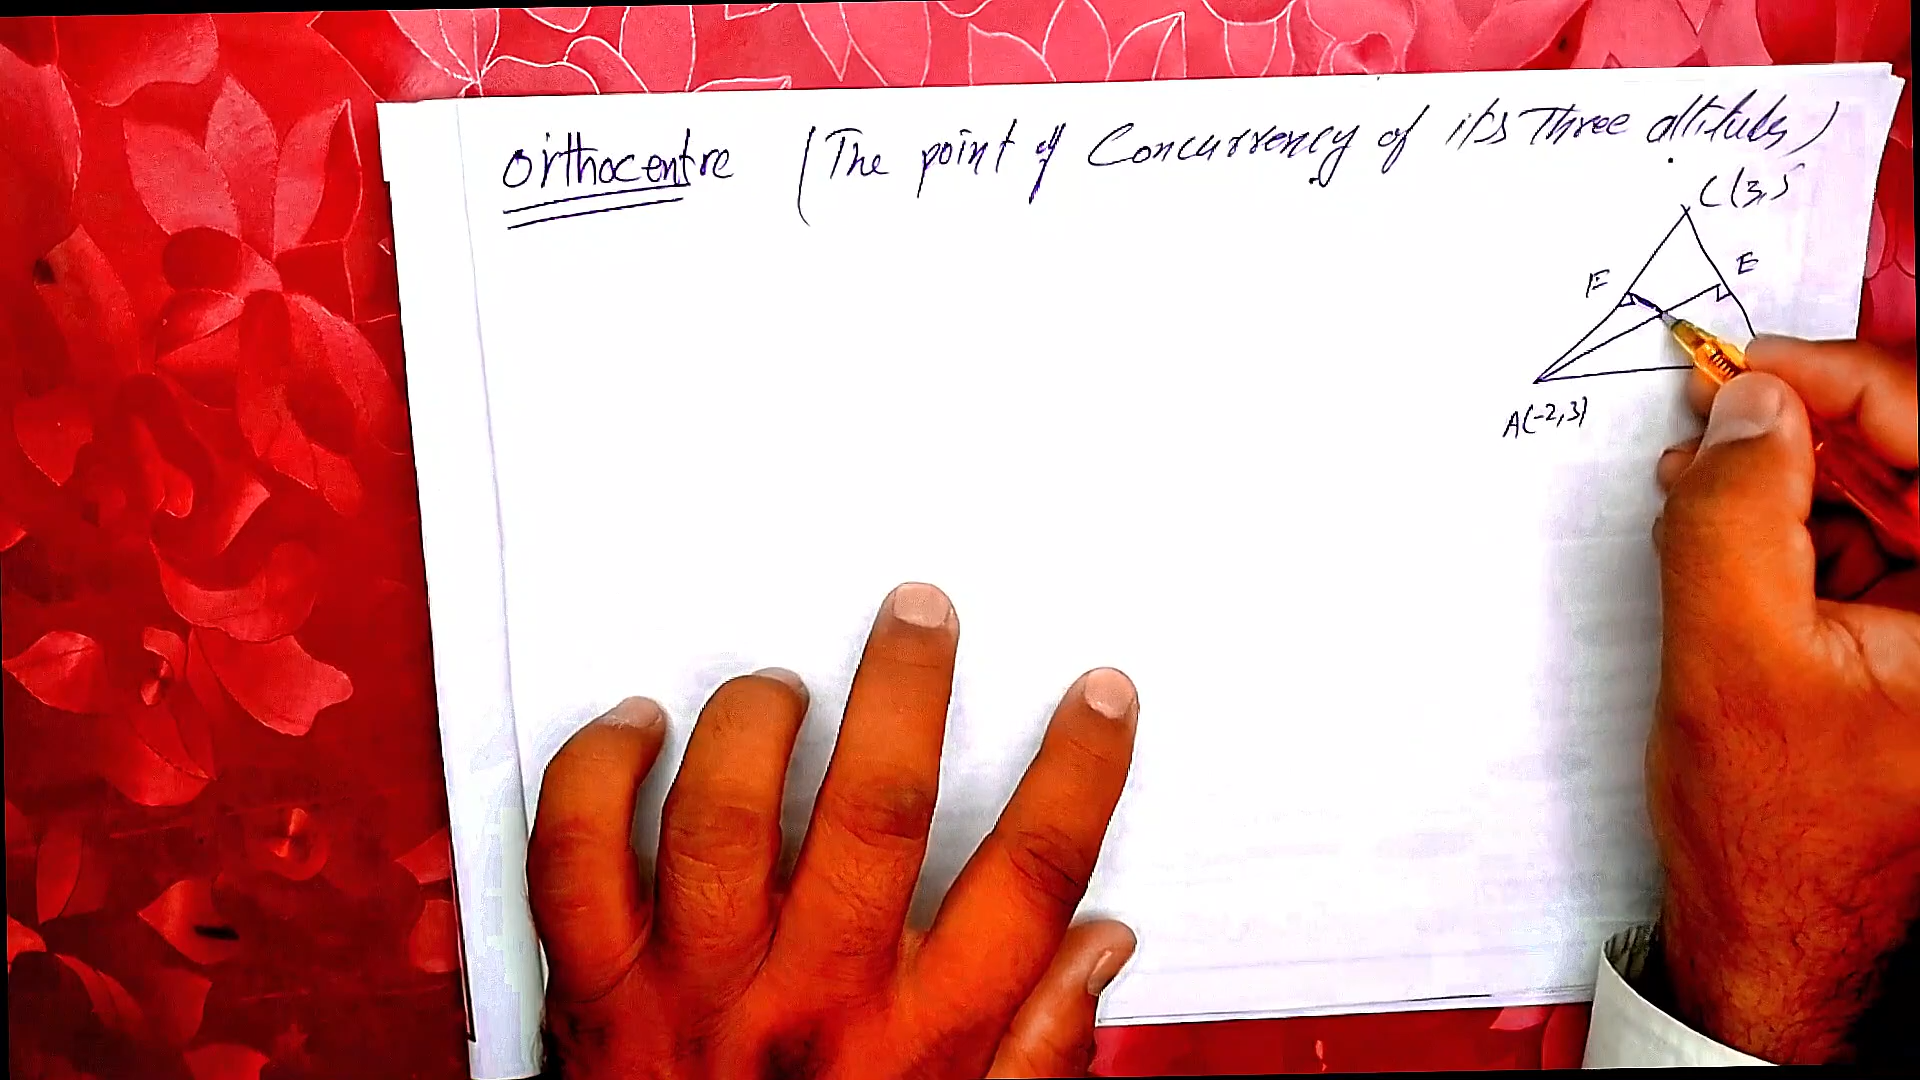 Orthocentre (The point of Concurrency of its Three altitudes)
C(3,5
F
E
A(-2,3)